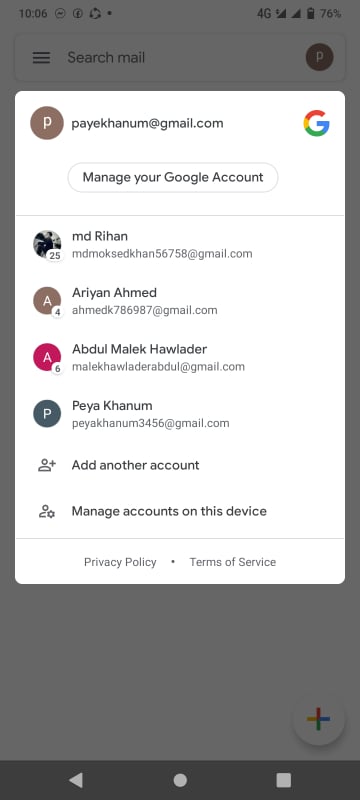 10:06 4G 76%
Search mail
P
p
payekhanum@gmail.com
Manage your Google Account
md Rihan
25
mdmoksedkhan56758@gmail.com
A
Ariyan Ahmed
4
ahmedk786987@gmail.com
A
Abdul Malek Hawlader
6
malekhawladerabdul@gmail.com
P
Peya Khanum
peyakhanum3456@gmail.com
Add another account
Manage accounts on this device
Privacy Policy • Terms of Service